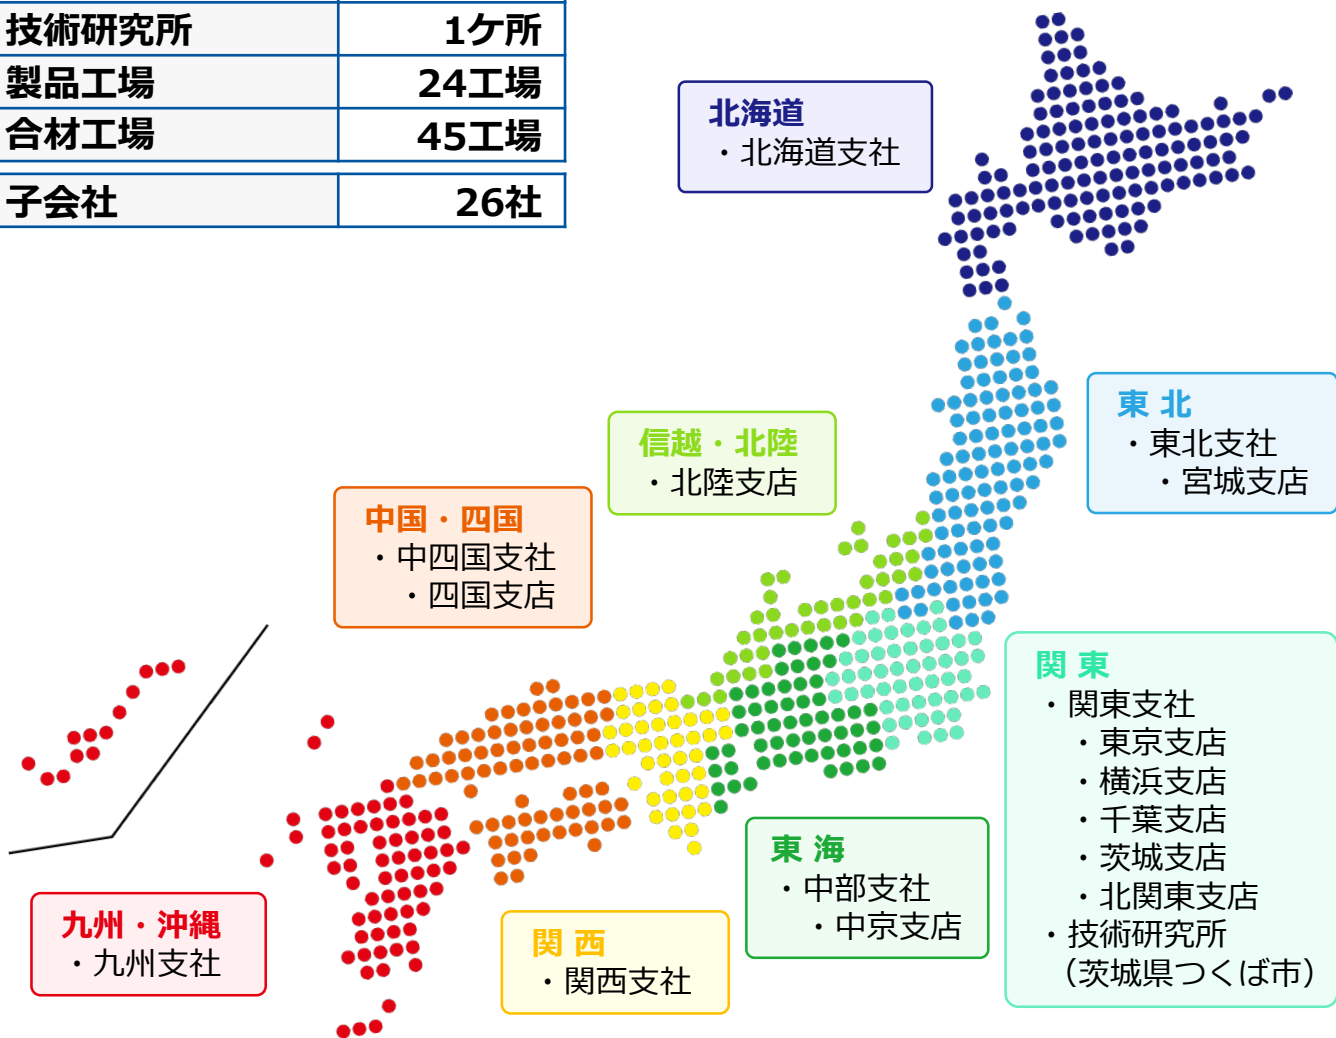 技術研究所 1ケ所
製品工場 24工場
合材工場 45工場
子会社 26社
北海道
・北海道支社
東 北
・東北支社
・宮城支店
信越・北陸
・北陸支店
中国・四国
・中四国支社
・四国支店
関 東
・関東支社
・東京支店
・横浜支店
・千葉支店
・茨城支店
・北関東支店
・技術研究所
（茨城県つくば市）
東 海
・中部支社
・中京支店
関 西
・関西支社
九州・沖縄
・九州支社